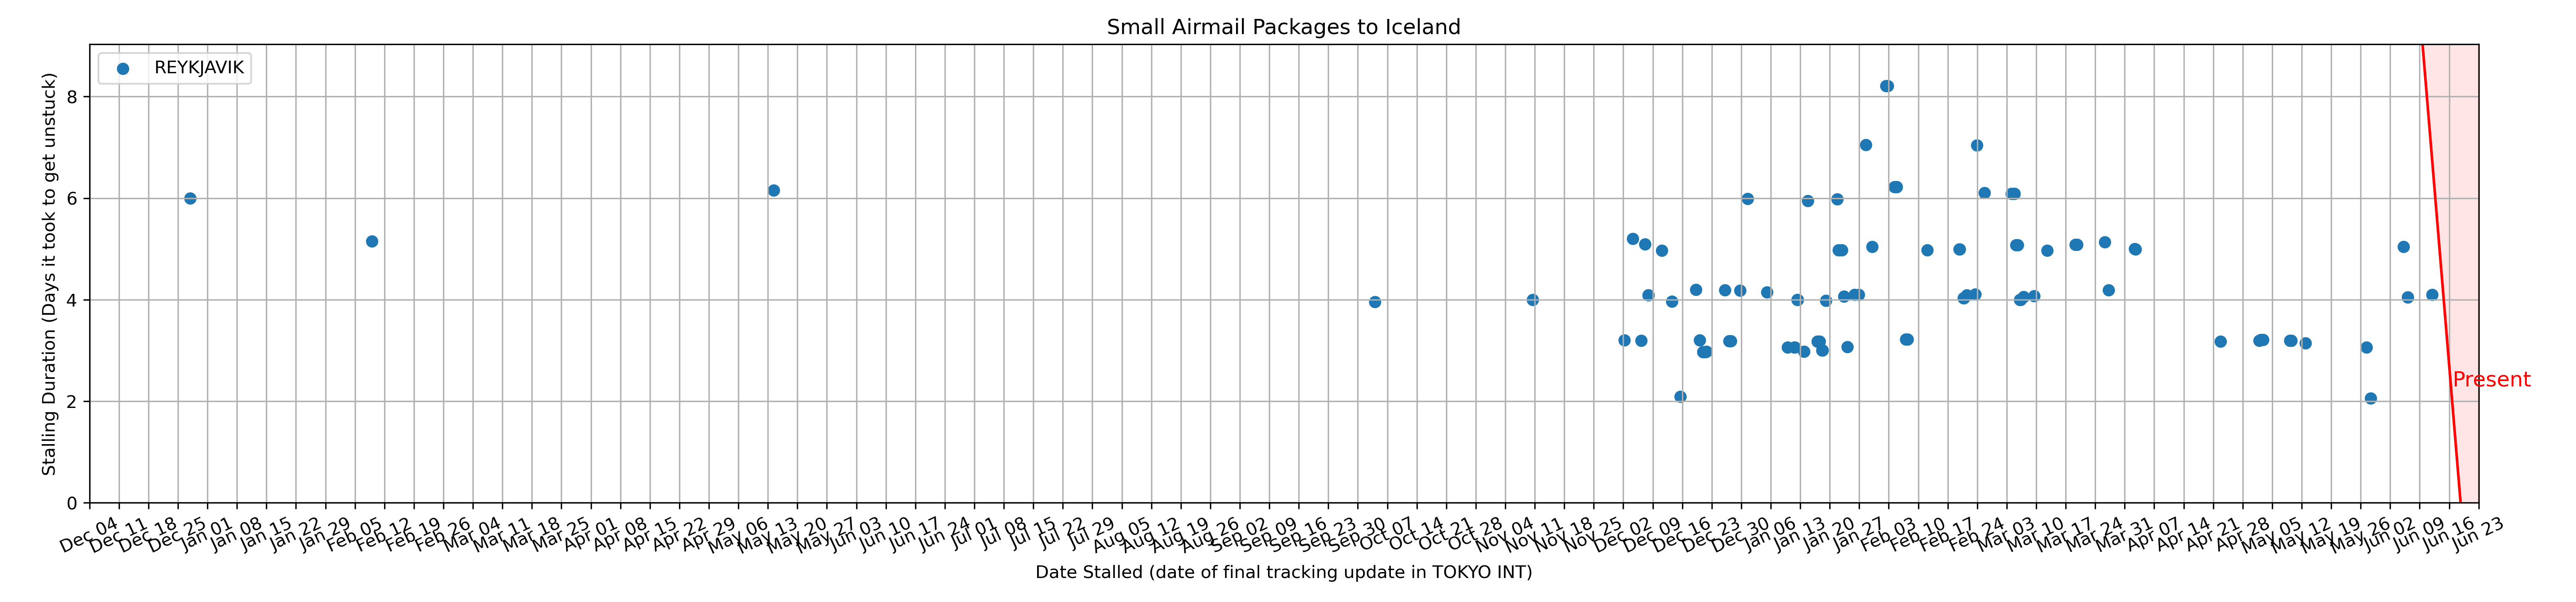 Small Airmail Packages to Iceland
REYKJAVIK
Stalling Duration (Days it took to get unstuck)
8
6
4
2
0
Present
Dec 04
Dec 11
Dec 18
Dec 25
Jan 01
Jan 08
Jan 15
Jan 22
Jan 29
Feb 05
Feb 12
Feb 19
Feb 26
Mar 04
Mar 11
Mar 18
Mar 25
Apr 01
Apr 08
Apr 15
Apr 22
Apr 29
May 06
May 13
May 20
May 27
Jun 03
Jun 10
Jun 17
Jun 24
Jul 01
Jul 08
Jul 15
Jul 22
Jul 29
Aug 05
Aug 12
Aug 19
Aug 26
Sep 02
Sep 09
Sep 16
Sep 23
Sep 30
Oct 07
Oct 14
Oct 21
Oct 28
Nov 04
Nov 11
Nov 18
Nov 25
Dec 02
Dec 09
Dec 16
Dec 23
Dec 30
Jan 06
Jan 13
Jan 20
Jan 27
Feb 03
Feb 10
Feb 17
Feb 24
Mar 03
Mar 10
Mar 17
Mar 24
Mar 31
Apr 07
Apr 14
Apr 21
Apr 28
May 05
May 12
May 19
May 26
Jun 02
Jun 09
Jun 16
Jun 23
Date Stalled (date of final tracking update in TOKYO INT)